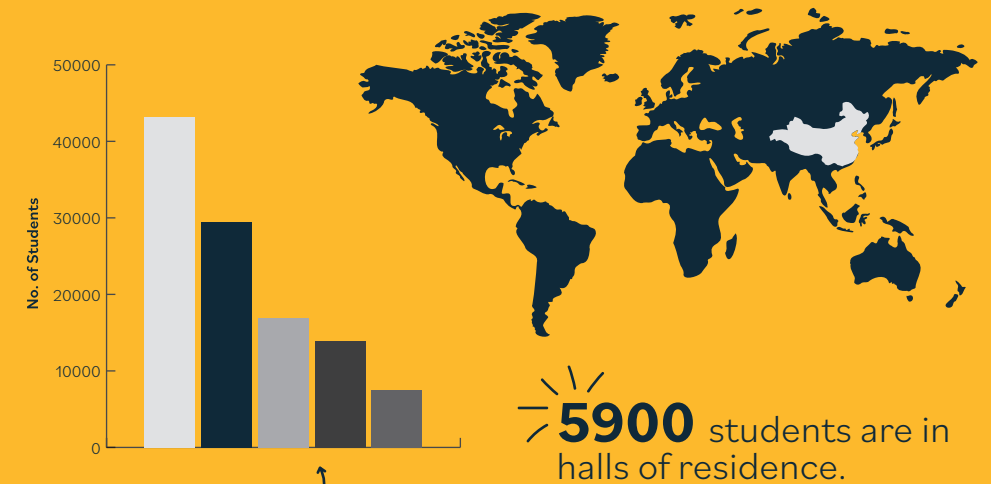 50000
40000
30000
20000
10000
0
No. of Students
5900 students are in
halls of residence.